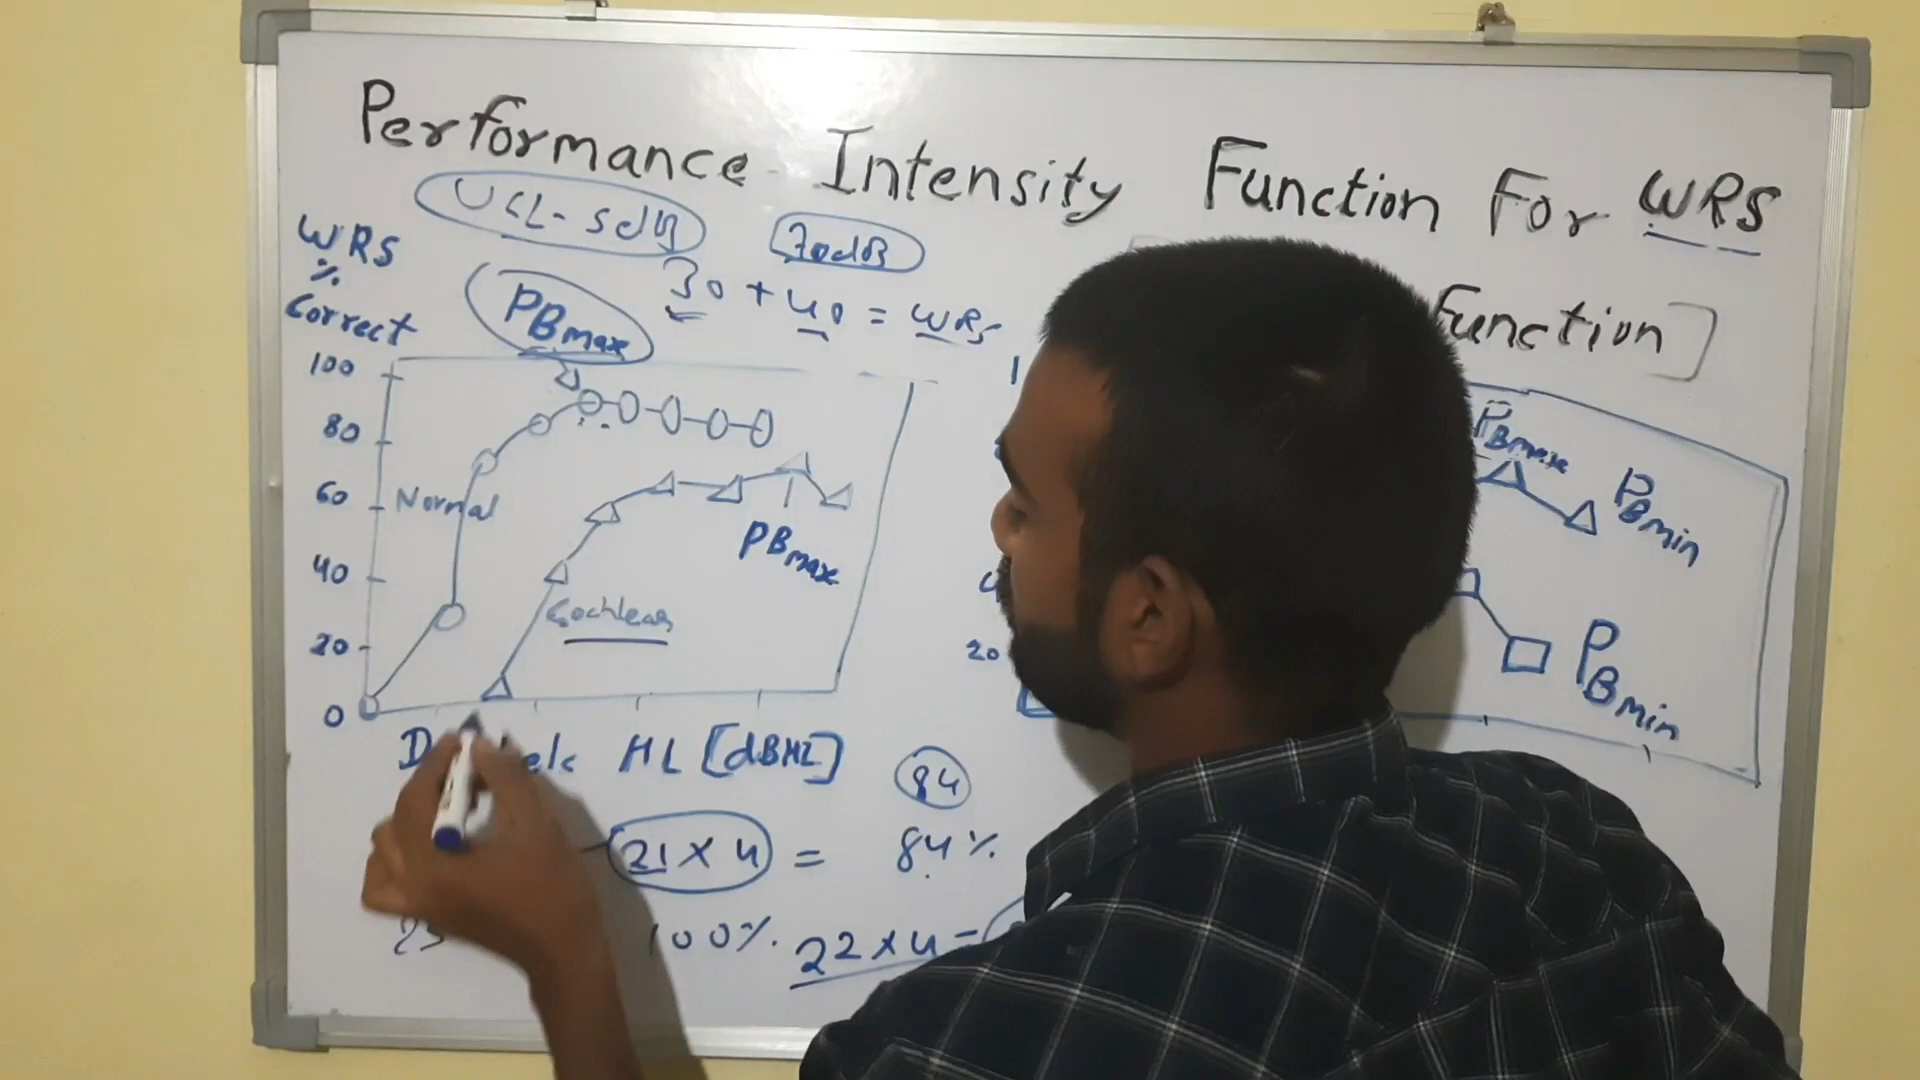 Performance Intensity Function For WRS
UCL-5dB
70dB
Function]
WRS
%
Correct
PBmax
30 + 40 = WRS
100
80
60
40
20
0
Normal
Cochlear
PBmax
HL [dBHL]
PBmax
PBmin
20
PBmin
84
21 x 4 = 84%
100%. 22 x 4 =